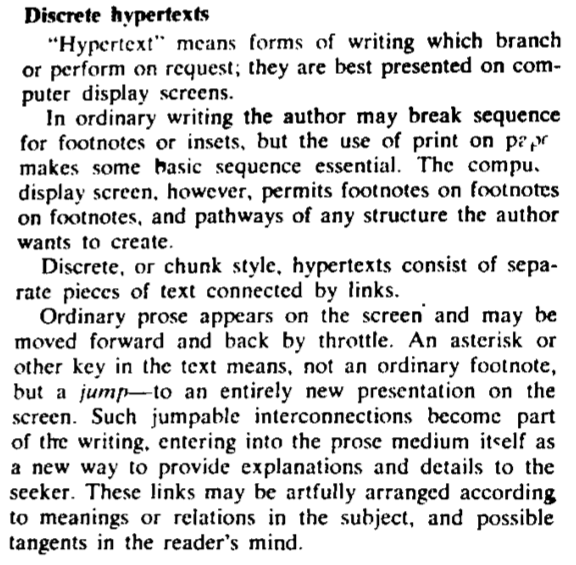 Discrete hypertexts
"Hypertext" means forms of writing which branch
or perform on request; they are best presented on com-
puter display screens.
In ordinary writing the author may break sequence
for footnotes or insets, but the use of print on
makes some basic sequence essential. The
display screen, however, permits footnotes on footnotes
on footnotes, and pathways of any structure the author
wants to create.
Discrete, or chunk style, hypertexts consist of sepa-
rate pieces of text connected by links.
Ordinary prose appears on the screen and may be
moved forward and back by throttle. An asterisk or
other key in the text means, not an ordinary footnote,
but a jump—to an entirely new presentation on the
screen. Such jumpable interconnections become part
of the writing, entering into the prose medium itself as
a new way to provide explanations and details to the
seeker. These links may be artfully arranged according
to meanings or relations in the subject, and possible
tangents in the reader's mind.